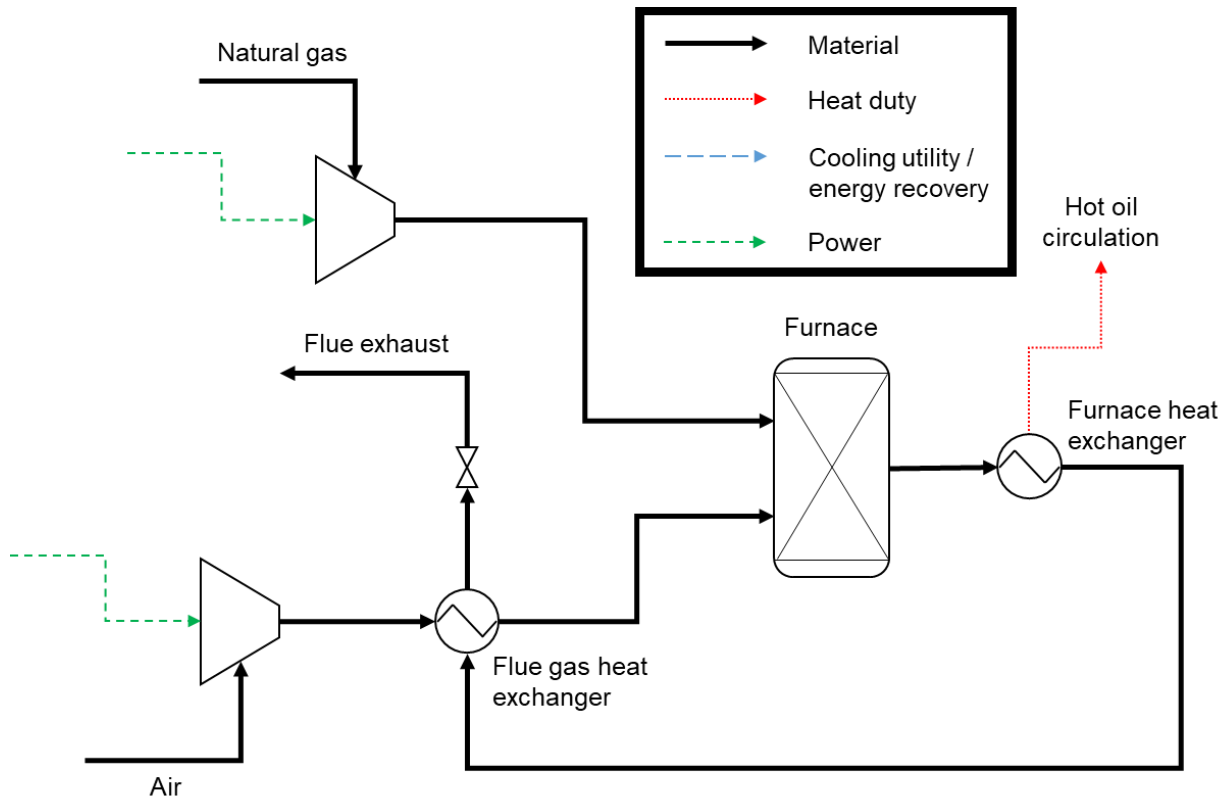 Natural gas
Material
Heat duty
Cooling utility /
energy recovery
Power
Hot oil
circulation
Furnace
Flue exhaust
Furnace heat
exchanger
Flue gas heat
exchanger
Air